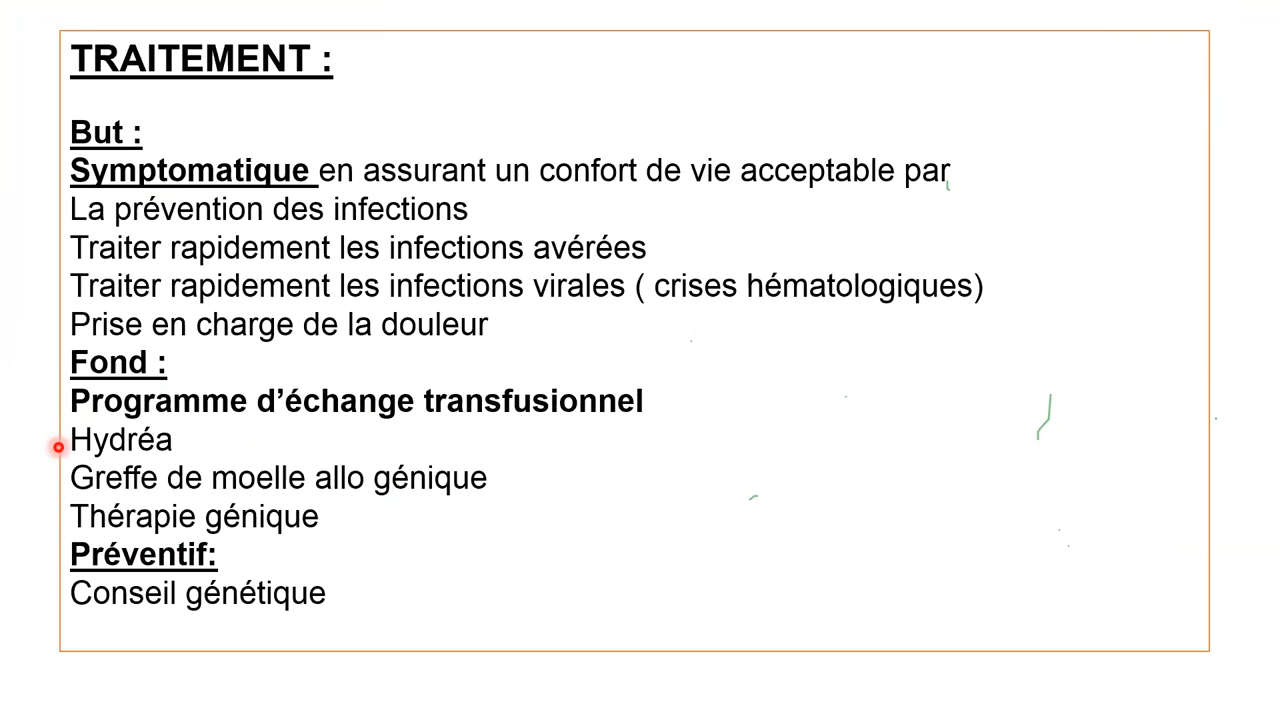 TRAITEMENT :
But :
Symptomatique en assurant un confort de vie acceptable par
La prévention des infections
Traiter rapidement les infections avérées
Traiter rapidement les infections virales ( crises hématologiques)
Prise en charge de la douleur
Fond :
Programme d’échange transfusionnel
Hydréa
Greffe de moelle allo génique
Thérapie génique
Préventif:
Conseil génétique